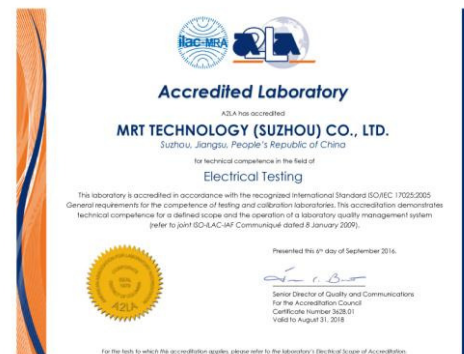 ilac-MRA
A2LA
Accredited Laboratory
A2LA has accredited
MRT TECHNOLOGY (SUZHOU) CO., LTD.
Suzhou, Jiangsu, People's Republic of China
for technical competence in the field of
Electrical Testing
This laboratory is accredited in accordance with the recognized International Standard ISO/IEC 17025:2005
General requirements for the competence of testing and calibration laboratories. This accreditation demonstrates
technical competence for a defined scope and the operation of a laboratory quality management system
(refer to joint ISO-ILAC-IAF Communiqué dated 8 January 2009).
Presented this 6th day of September 2016.
Senior Director of Quality and Communications
For the Accreditation Council
Certificate Number 3628.01
Valid to August 31, 2018
A2LA
For the tests to which this accreditation applies, please refer to the laboratory's Electrical Scope of Accreditation.